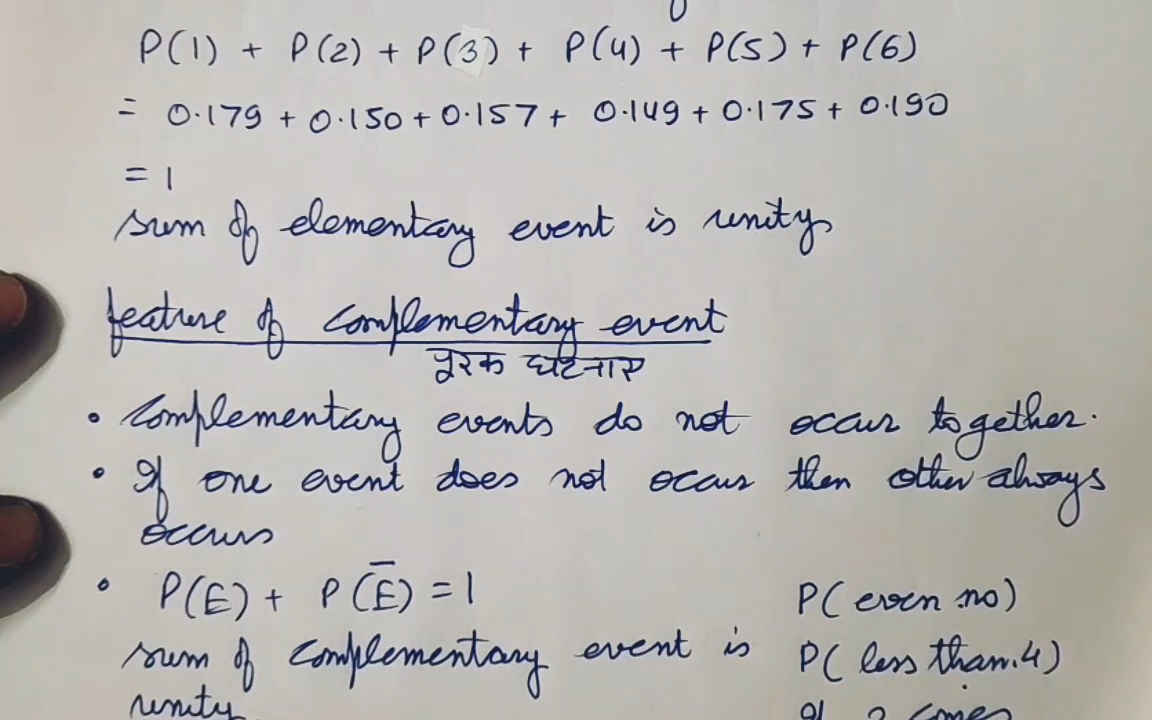 P(1) + P(2) + P(3) + P(4) + P(5) + P(6)
= 0.179 + 0.150 + 0.157 + 0.149 + 0.175 + 0.190
= 1
sum of elementary event is unity
feature of complementary event
पूरक घटनाए
• Complementary events do not occur together.
• If one event does not occur then other always
occurs
• P(E) + P(Ē) = 1
sum of complementary event is
unity
P(even no)
P(less than 4)